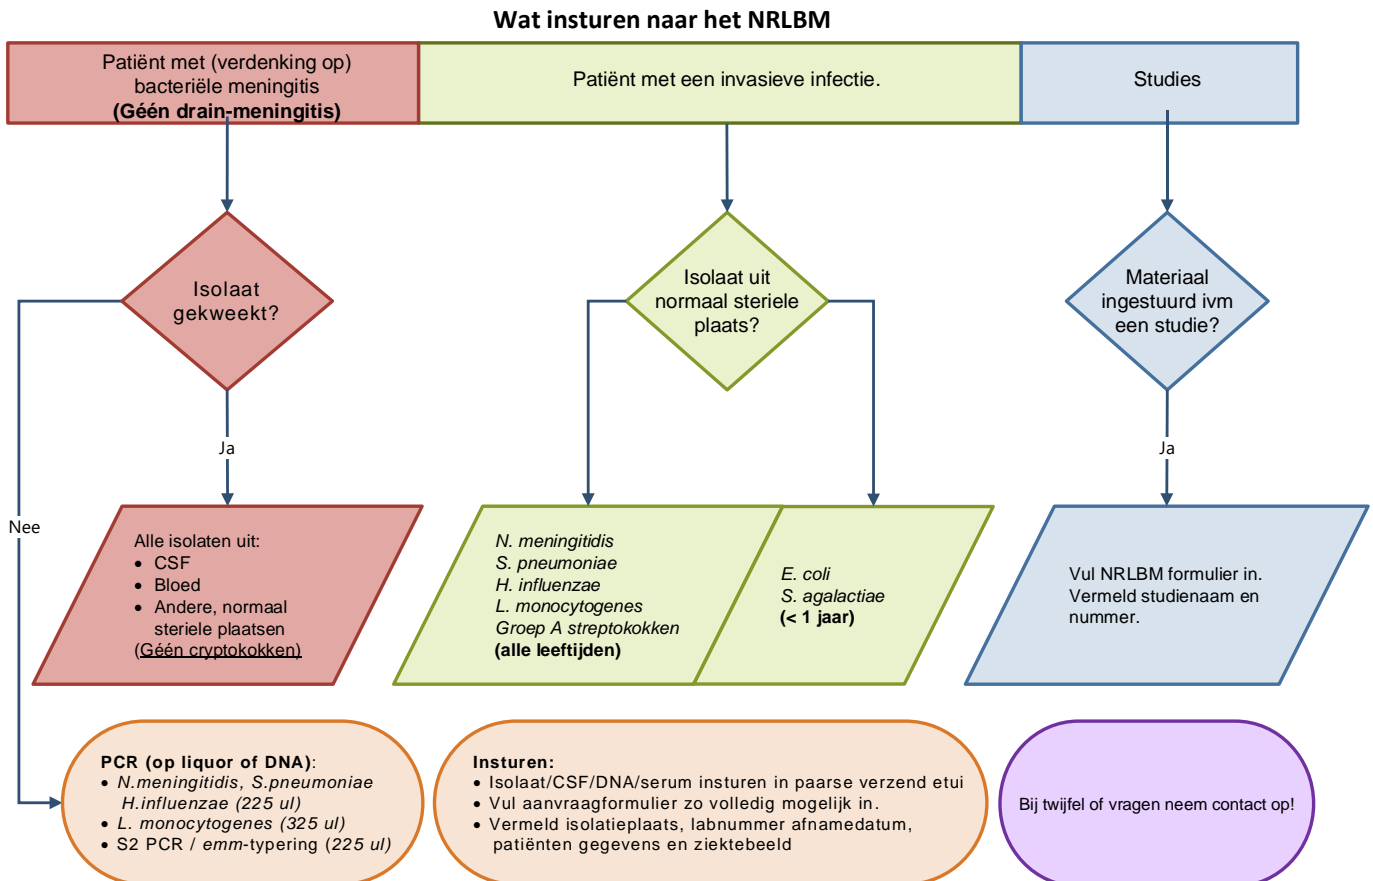 Wat insturen naar het NRLBM
Patiënt met (verdenking op)
bacteriële meningitis
(Géén drain-meningitis)
Patiënt met een invasieve infectie.
Studies
Isolaat
gekweekt?
Isolaat uit
normaal steriele
plaats?
Materiaal
ingestuurd ivm
een studie?
Ja
Ja
Nee
Alle isolaten uit:
• CSF
• Bloed
• Andere, normaal
steriele plaatsen
(Géén cryptokokken)
N. meningitidis
S. pneumoniae
H. influenzae
L. monocytogenes
Groep A streptokokken
(alle leeftijden)
E. coli
S. agalactiae
(< 1 jaar)
Vul NRLBM formulier in.
Vermeld studienaam en
nummer.
PCR (op liquor of DNA):
• N.meningitidis, S.pneumoniae
H.influenzae (225 ul)
• L. monocytogenes (325 ul)
• S2 PCR / emm-typering (225 ul)
Insturen:
• Isolaat/CSF/DNA/serum insturen in paarse verzend etui
• Vul aanvraagformulier zo volledig mogelijk in.
• Vermeld isolatieplaats, labnummer afnamedatum,
patiënten gegevens en ziektebeeld
Bij twijfel of vragen neem contact op!